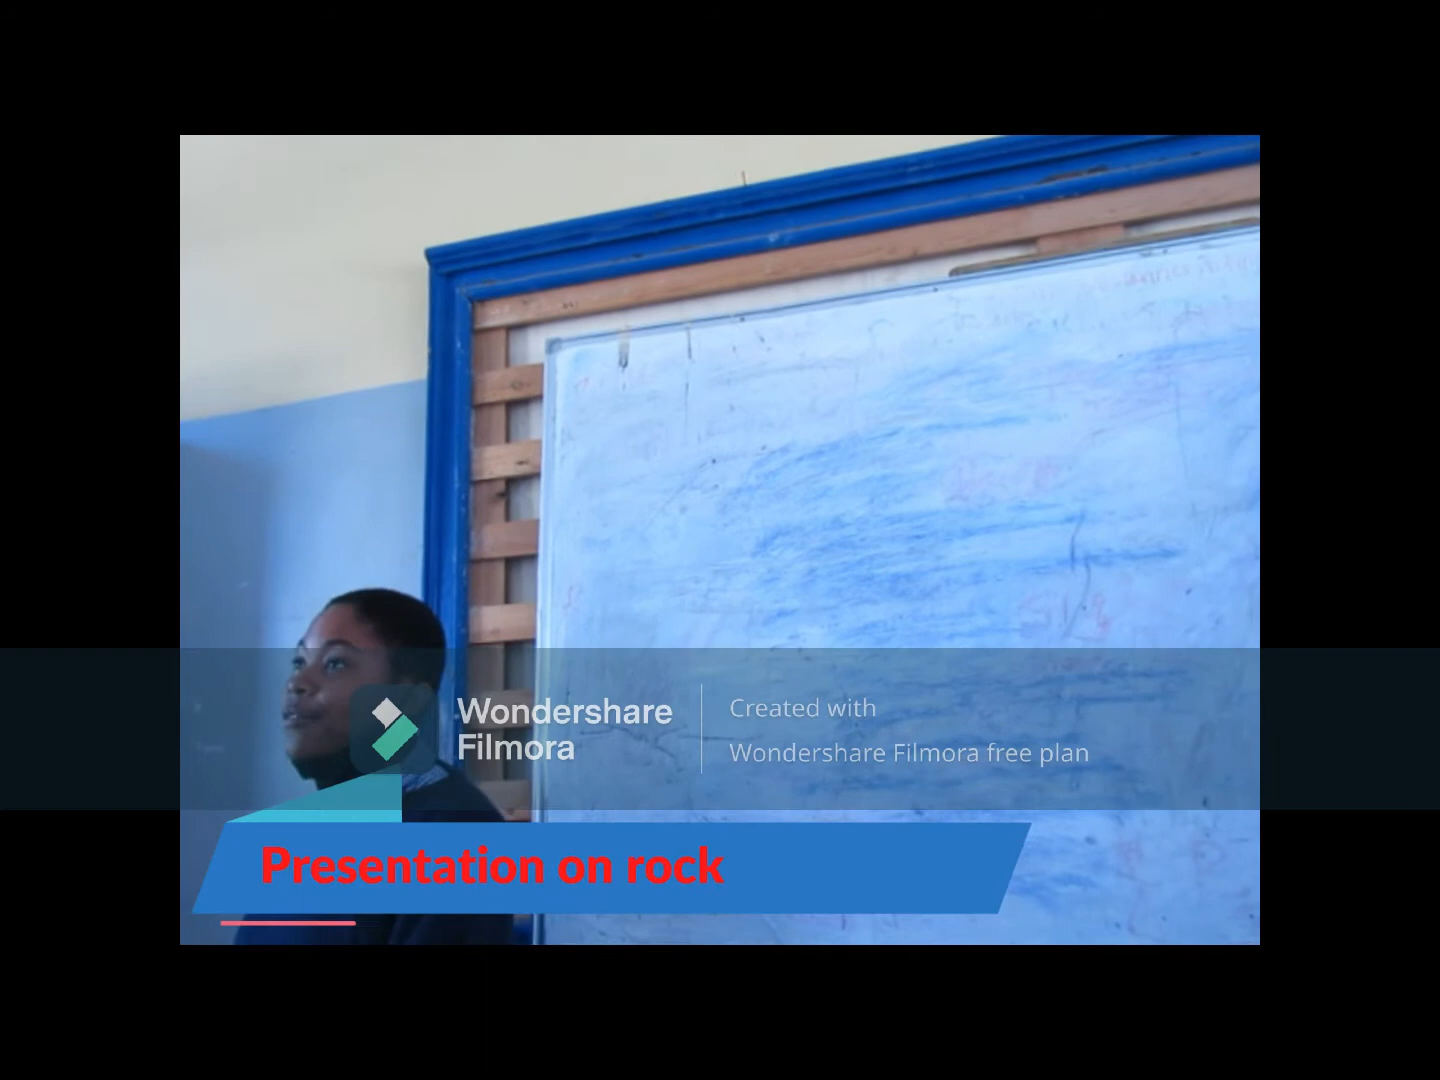 Wondershare
Filmora
Created with
Wondershare Filmora free plan
Presentation on rock